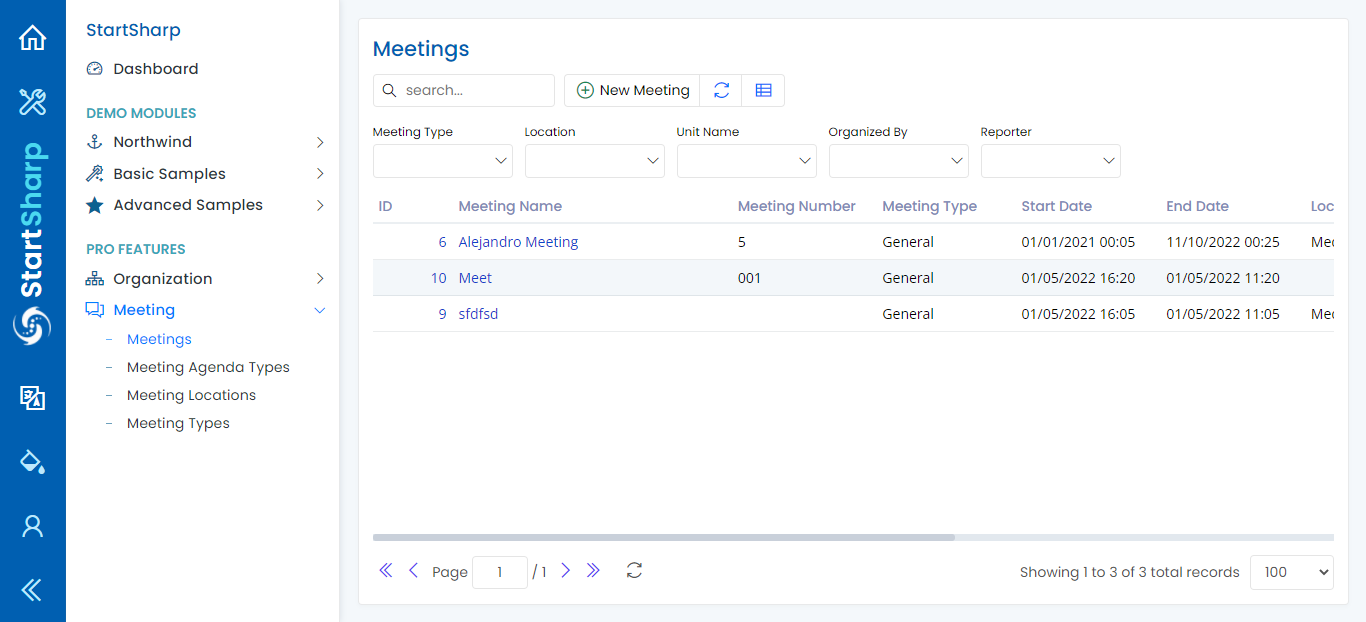 StartSharp
StartSharp
Dashboard
DEMO MODULES
Northwind
Basic Samples
Advanced Samples
PRO FEATURES
Organization
Meeting
– Meetings
– Meeting Agenda Types
– Meeting Locations
– Meeting Types
Meetings
search...
New Meeting
Meeting Type Location Unit Name Organized By Reporter
ID Meeting Name Meeting Number Meeting Type Start Date End Date Loc
6 Alejandro Meeting 5 General 01/01/2021 00:05 11/10/2022 00:25
10 Meet 001 General 01/05/2022 16:20 01/05/2022 11:20
9 sfdfsd General 01/05/2022 16:05 01/05/2022 11:05
Page 1 / 1
Showing 1 to 3 of 3 total records 100